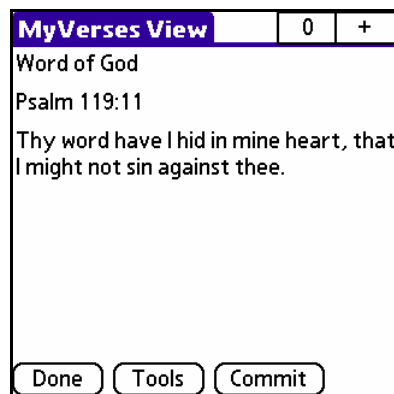 MyVerses View 0 +
Word of God
Psalm 119:11
Thy word have I hid in mine heart, that
I might not sin against thee.
Done Tools Commit